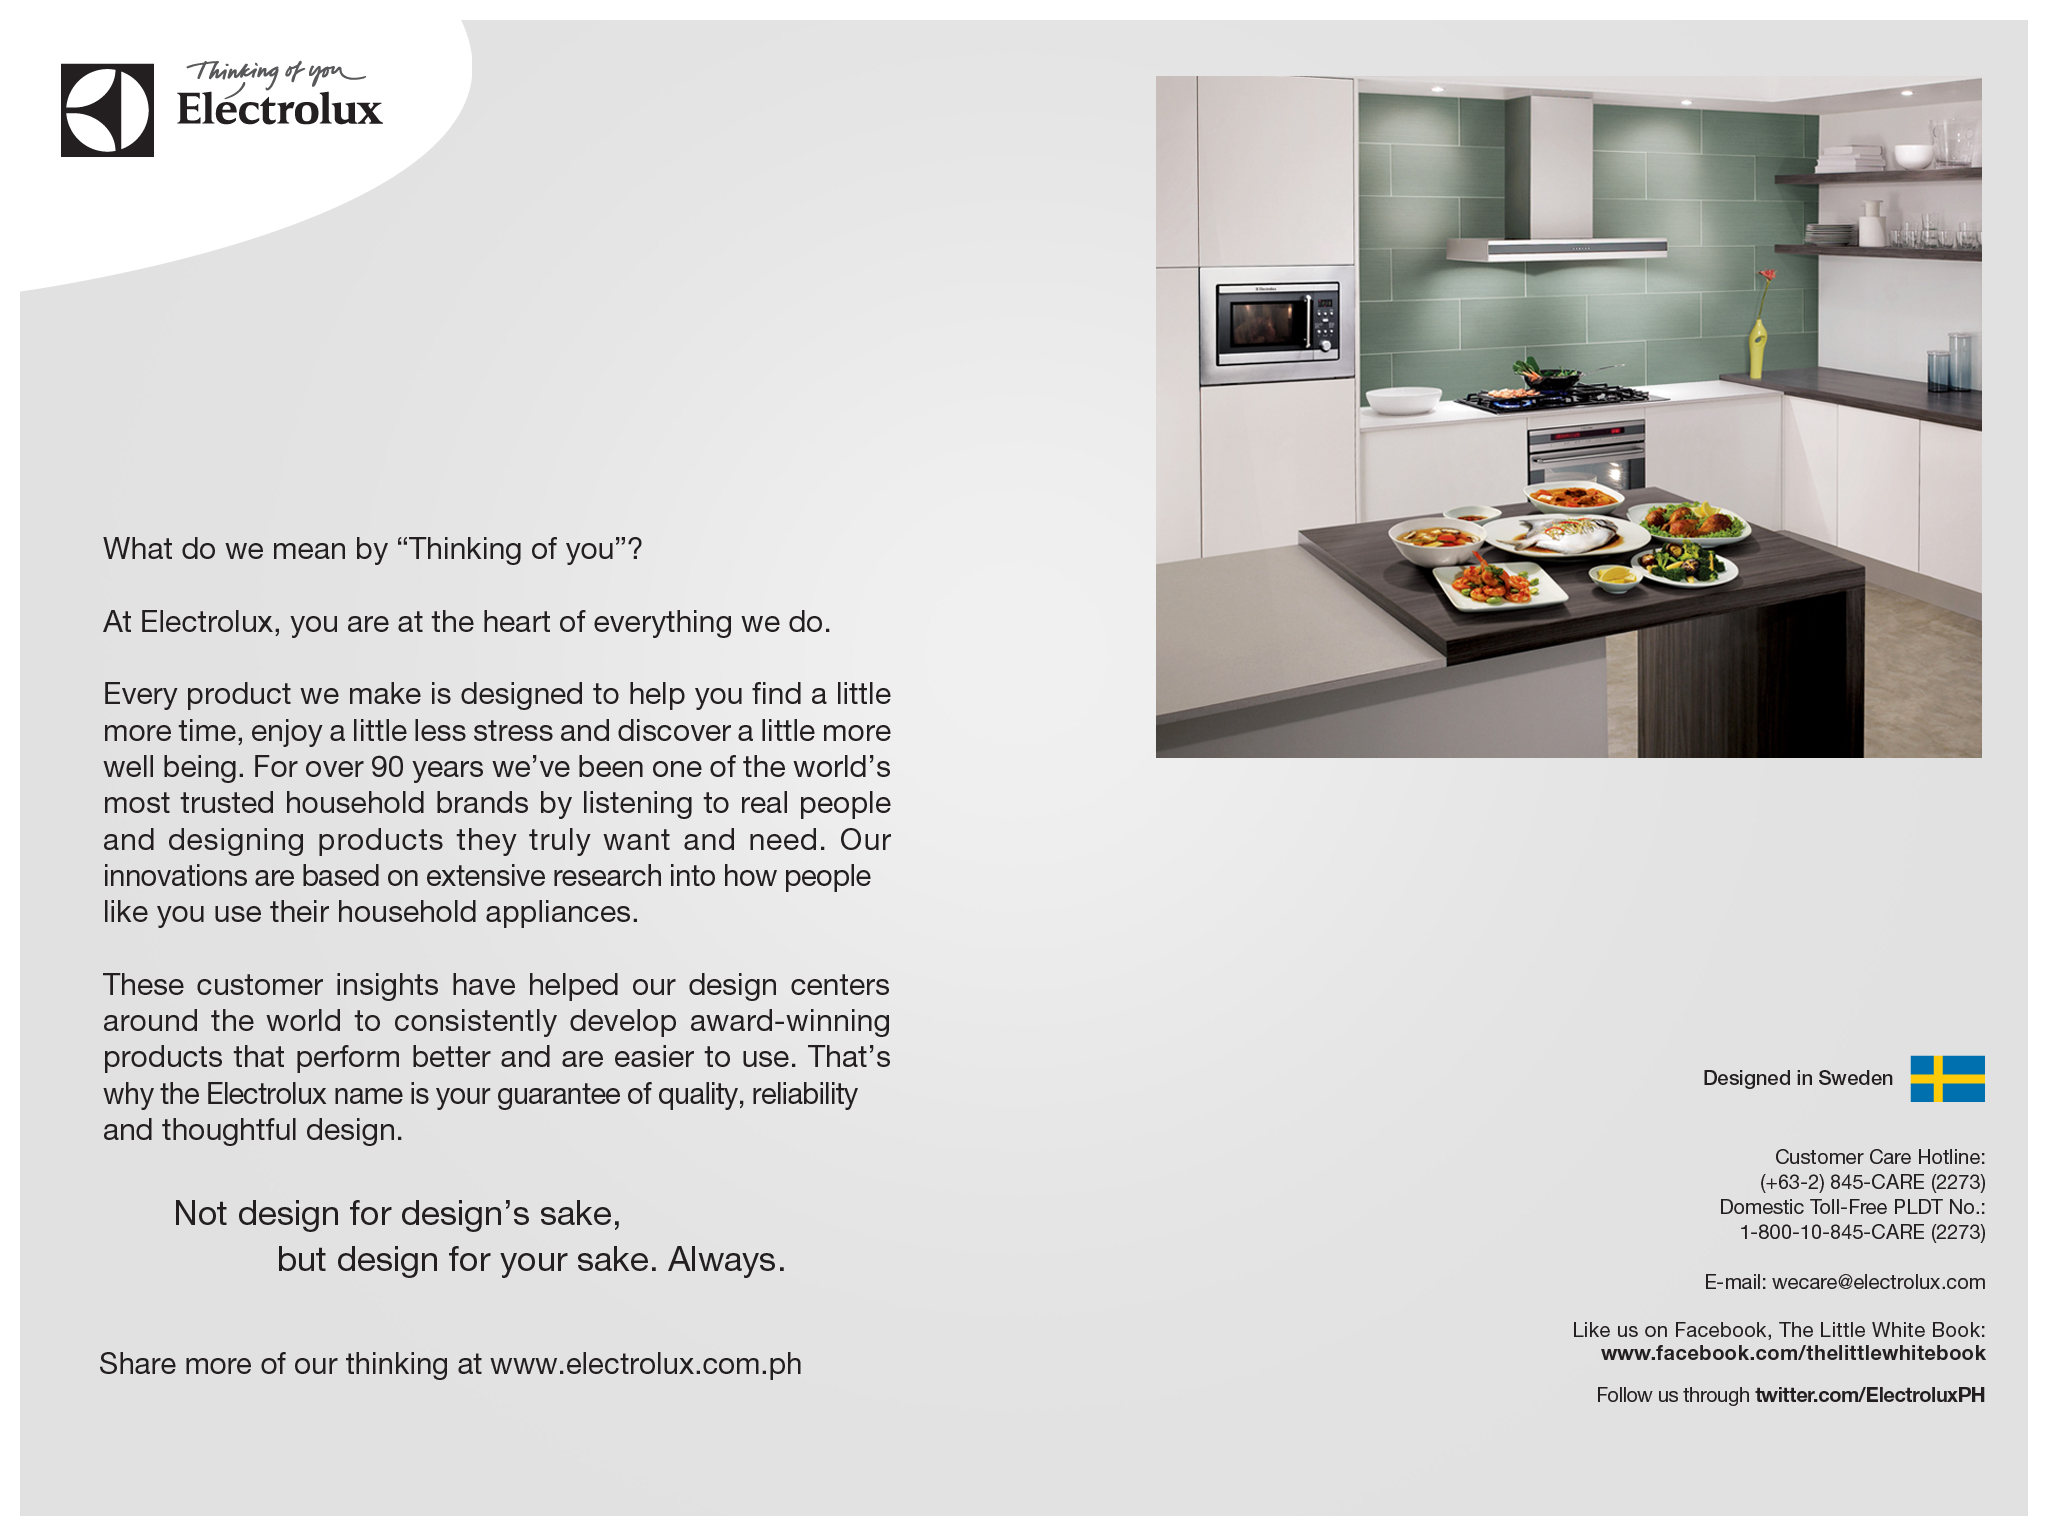 Thinking of you
Electrolux
What do we mean by “Thinking of you”?
At Electrolux, you are at the heart of everything we do.
Every product we make is designed to help you find a little
more time, enjoy a little less stress and discover a little more
well being. For over 90 years we’ve been one of the world’s
most trusted household brands by listening to real people
and designing products they truly want and need. Our
innovations are based on extensive research into how people
like you use their household appliances.
These customer insights have helped our design centers
around the world to consistently develop award-winning
products that perform better and are easier to use. That’s
why the Electrolux name is your guarantee of quality, reliability
and thoughtful design.
Not design for design’s sake,
but design for your sake. Always.
Share more of our thinking at www.electrolux.com.ph
Electrolux
Designed in Sweden
Customer Care Hotline:
(+63-2) 845-CARE (2273)
Domestic Toll-Free PLDT No.:
1-800-10-845-CARE (2273)
E-mail: wecare@electrolux.com
Like us on Facebook, The Little White Book:
www.facebook.com/thelittlewhitebook
Follow us through twitter.com/ElectroluxPH